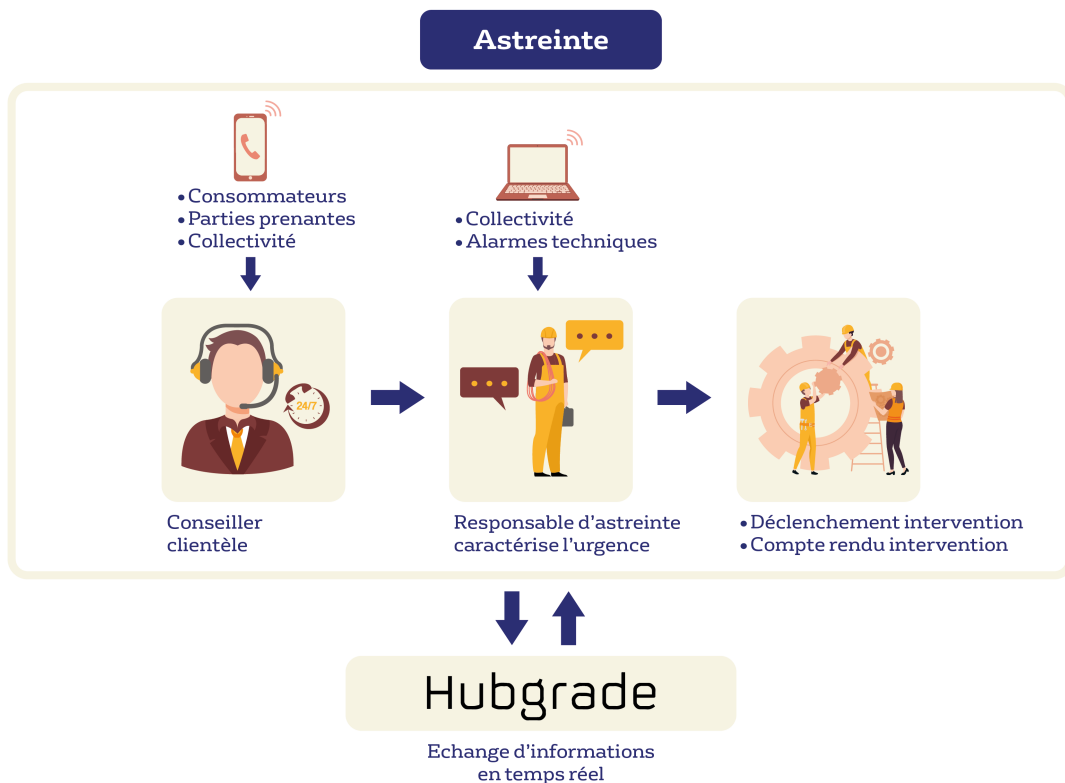 Astreinte
• Consommateurs
• Parties prenantes
• Collectivité
• Collectivité
• Alarmes techniques
24/7
Conseiller
clientèle
Responsable d'astreinte
caractérise l'urgence
• Déclenchement intervention
• Compte rendu intervention
Hubgrade
Echange d'informations
en temps réel